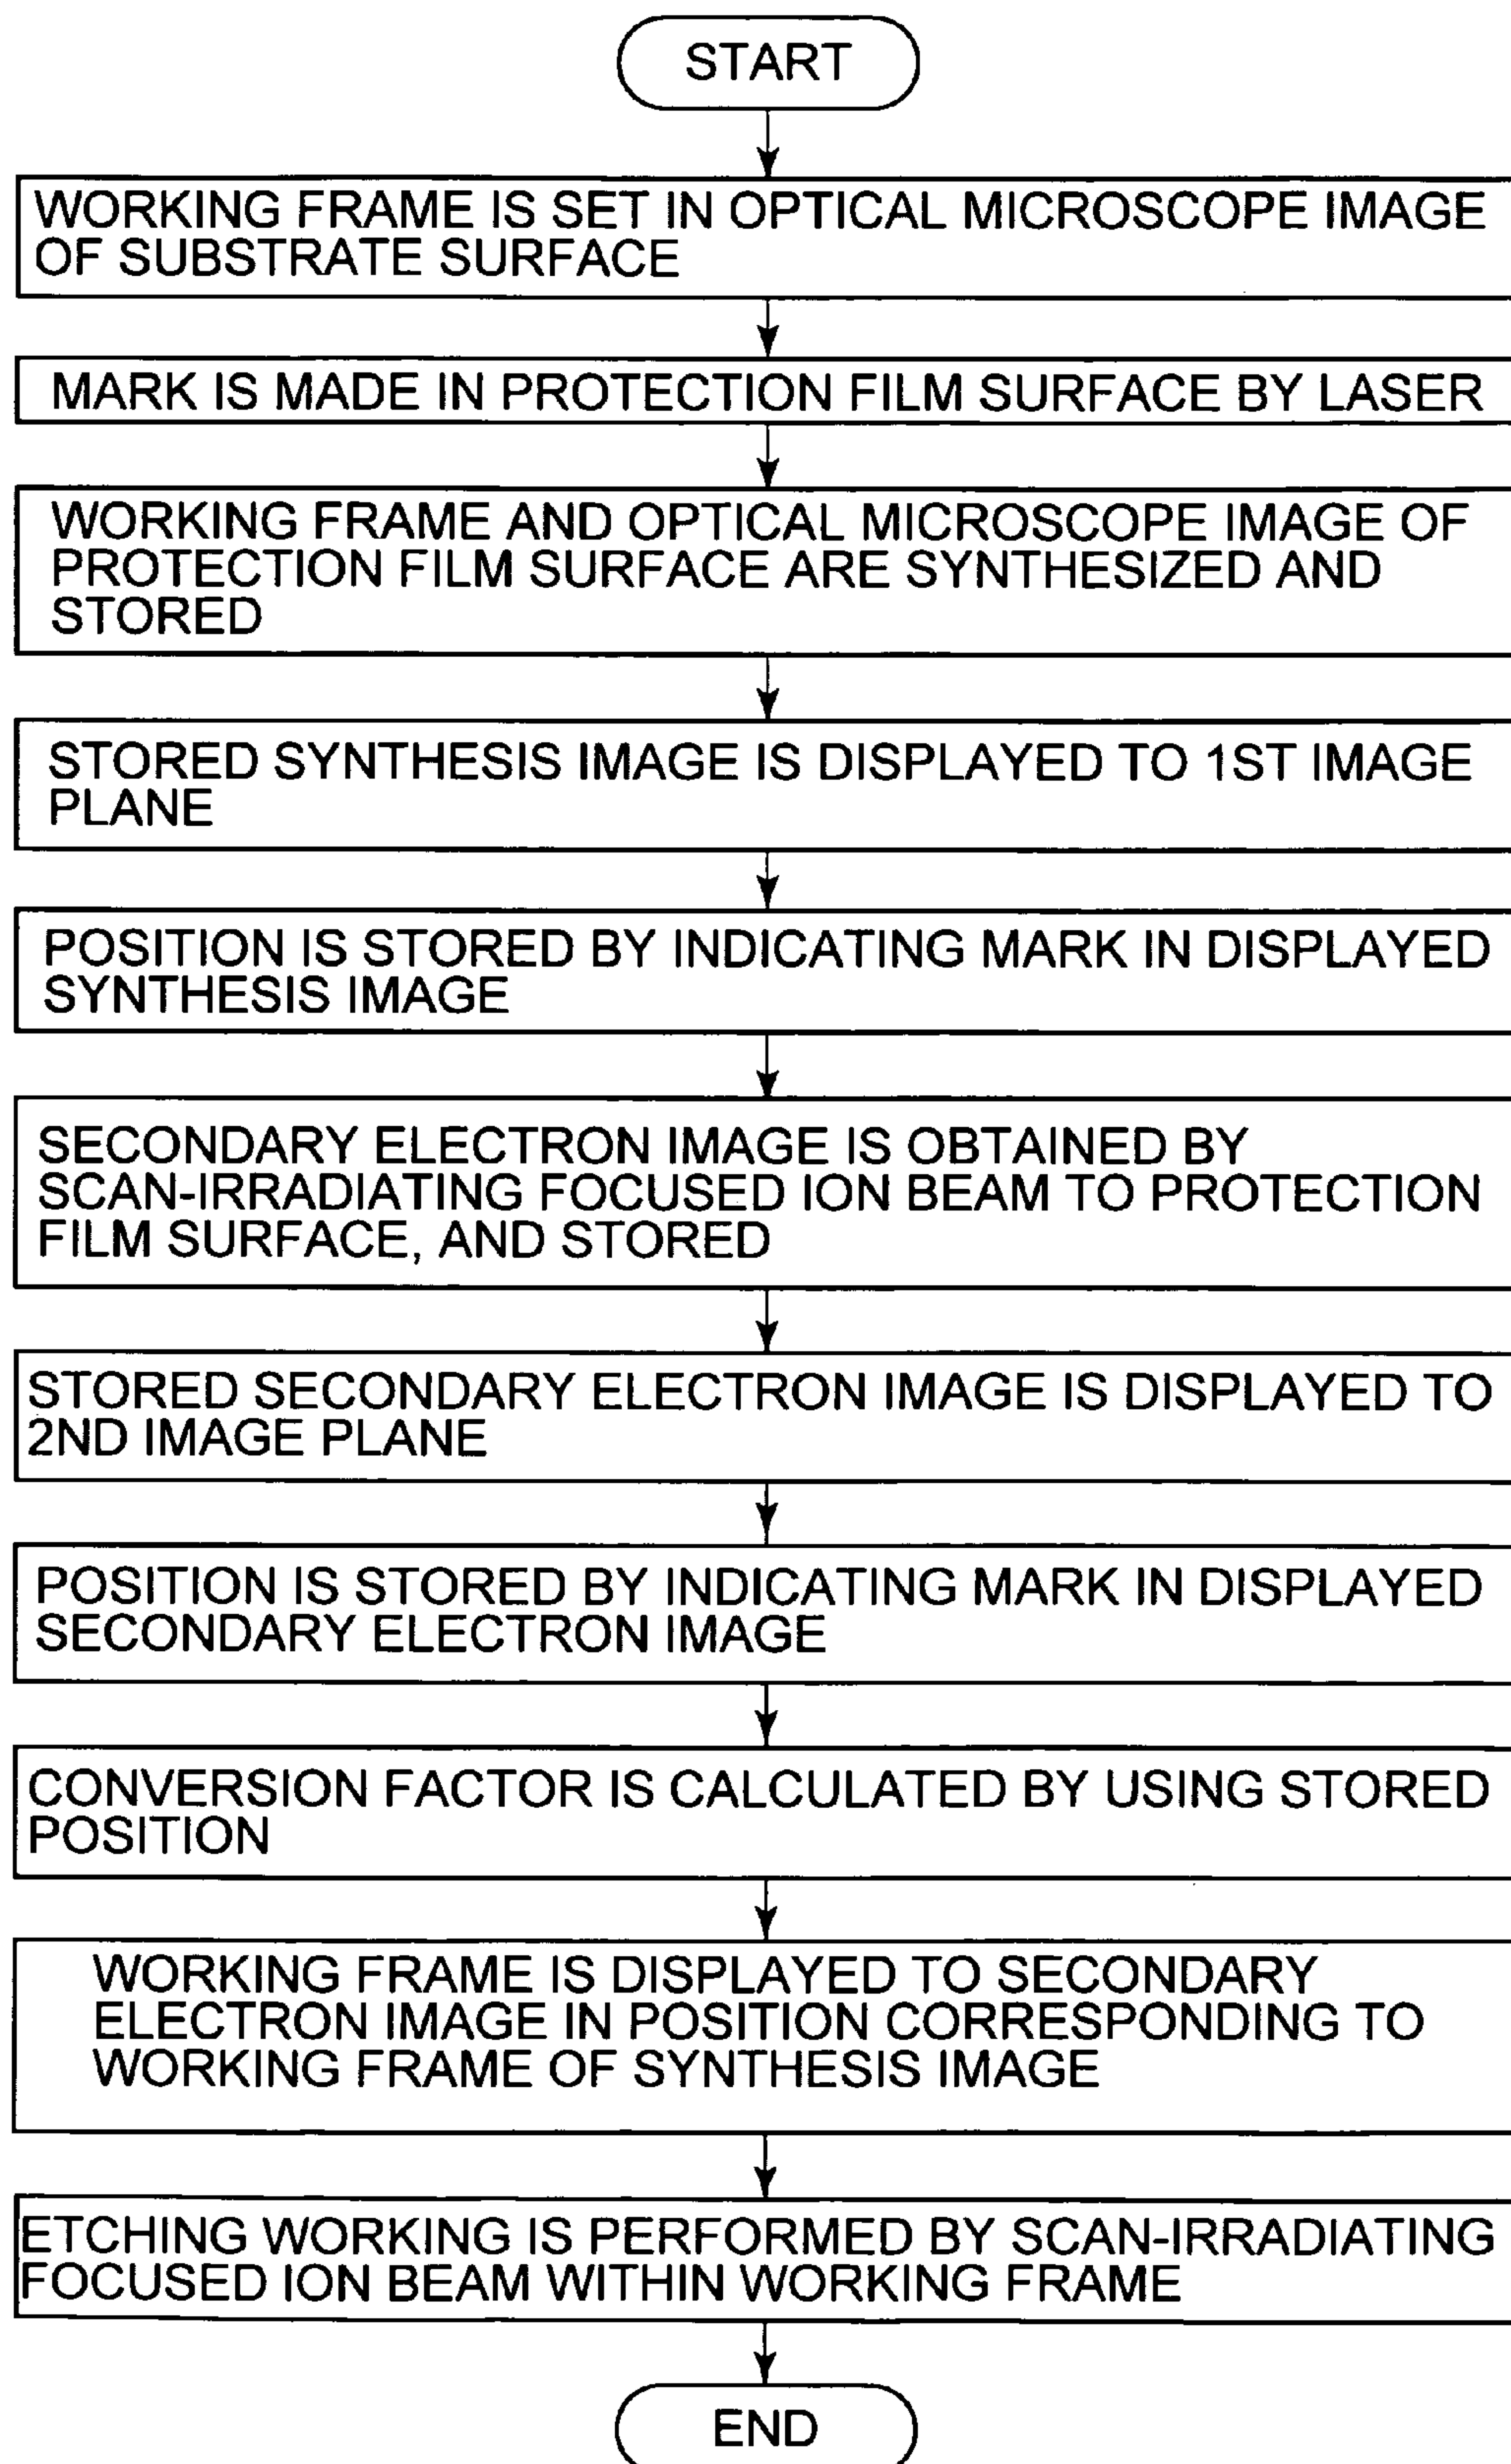 START
WORKING FRAME IS SET IN OPTICAL MICROSCOPE IMAGE
OF SUBSTRATE SURFACE
MARK IS MADE IN PROTECTION FILM SURFACE BY LASER
WORKING FRAME AND OPTICAL MICROSCOPE IMAGE OF
PROTECTION FILM SURFACE ARE SYNTHESIZED AND
STORED
STORED SYNTHESIS IMAGE IS DISPLAYED TO 1ST IMAGE
PLANE
POSITION IS STORED BY INDICATING MARK IN DISPLAYED
SYNTHESIS IMAGE
SECONDARY ELECTRON IMAGE IS OBTAINED BY
SCAN-IRRADIATING FOCUSED ION BEAM TO PROTECTION
FILM SURFACE, AND STORED
STORED SECONDARY ELECTRON IMAGE IS DISPLAYED TO
2ND IMAGE PLANE
POSITION IS STORED BY INDICATING MARK IN DISPLAYED
SECONDARY ELECTRON IMAGE
CONVERSION FACTOR IS CALCULATED BY USING STORED
POSITION
WORKING FRAME IS DISPLAYED TO SECONDARY
ELECTRON IMAGE IN POSITION CORRESPONDING TO
WORKING FRAME OF SYNTHESIS IMAGE
ETCHING WORKING IS PERFORMED BY SCAN-IRRADIATING
FOCUSED ION BEAM WITHIN WORKING FRAME
END